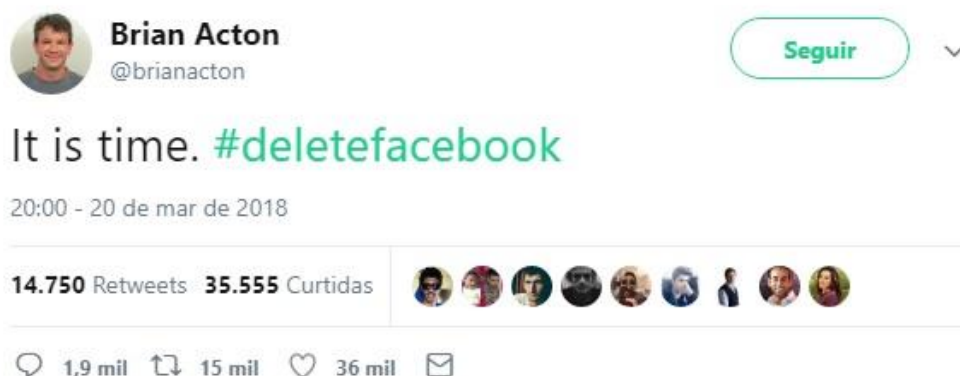 Brian Acton
@brianacton
Seguir
It is time. #deletefacebook
20:00 - 20 de mar de 2018
14.750 Retweets 35.555 Curtidas
1,9 mil 15 mil 36 mil